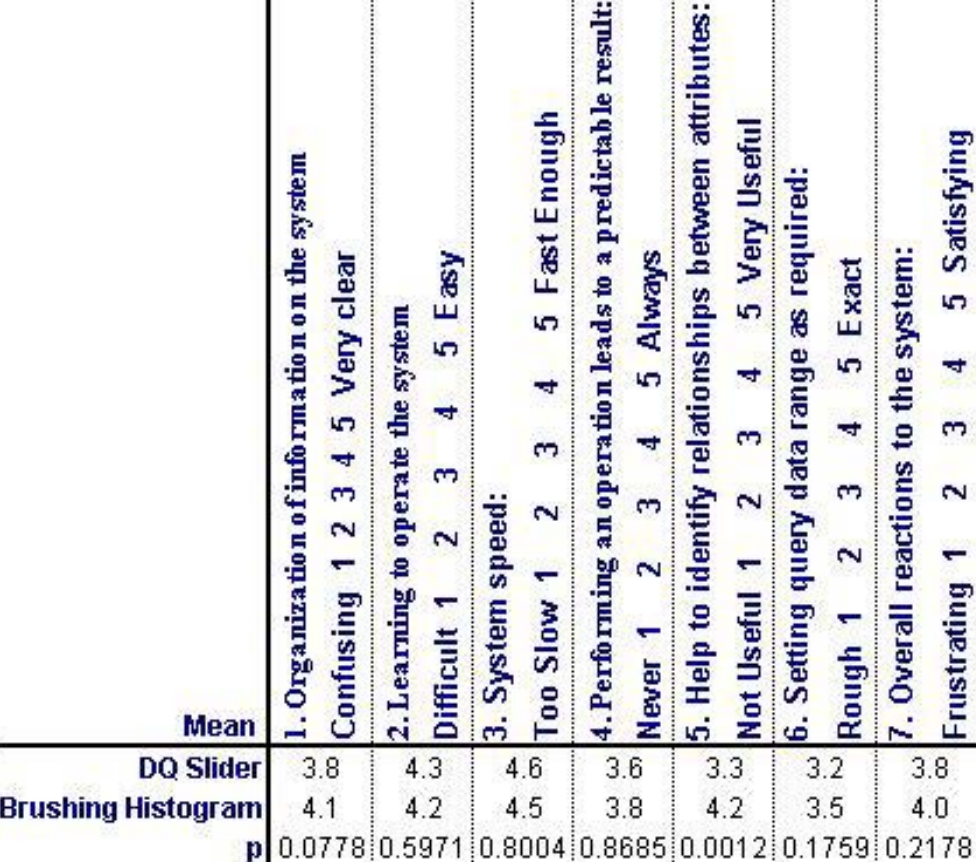 Mean
1. Organization of information on the system
Confusing 1 2 3 4 5 Very clear
2. Learning to operate the system
Difficult 1 2 3 4 5 Easy
3. System speed:
Too Slow 1 2 3 4 5 Fast Enough
4. Performing an operation leads to a predictable result:
Never 1 2 3 4 5 Always
5. Help to identify relationships between attributes:
Not Useful 1 2 3 4 5 Very Useful
6. Setting query data range as required:
Rough 1 2 3 4 5 Exact
7. Overall reactions to the system:
Frustrating 1 2 3 4 5 Satisfying
DQ Slider 3.8 4.3 4.6 3.6 3.3 3.2 3.8
Brushing Histogram 4.1 4.2 4.5 3.8 4.2 3.5 4.0
p 0.0778 0.5971 0.8004 0.8685 0.0012 0.1759 0.2178